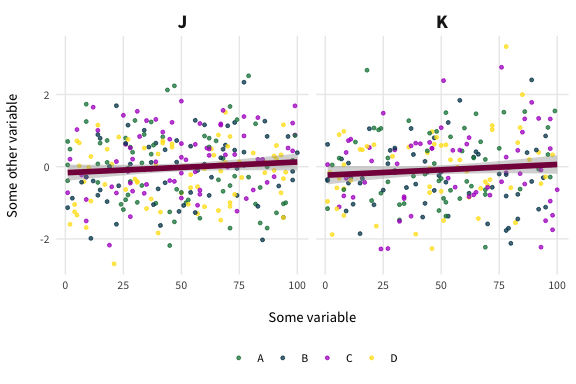 J K
Some other variable
2
0
-2
0 25 50 75 100 0 25 50 75 100
Some variable
A B C D